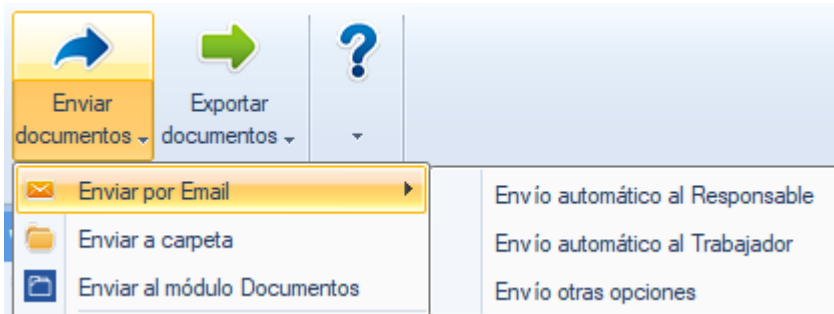 Enviar
documentos
Exportar
documentos
Enviar por Email
Enviar a carpeta
Enviar al módulo Documentos
Envío automático al Responsable
Envío automático al Trabajador
Envío otras opciones